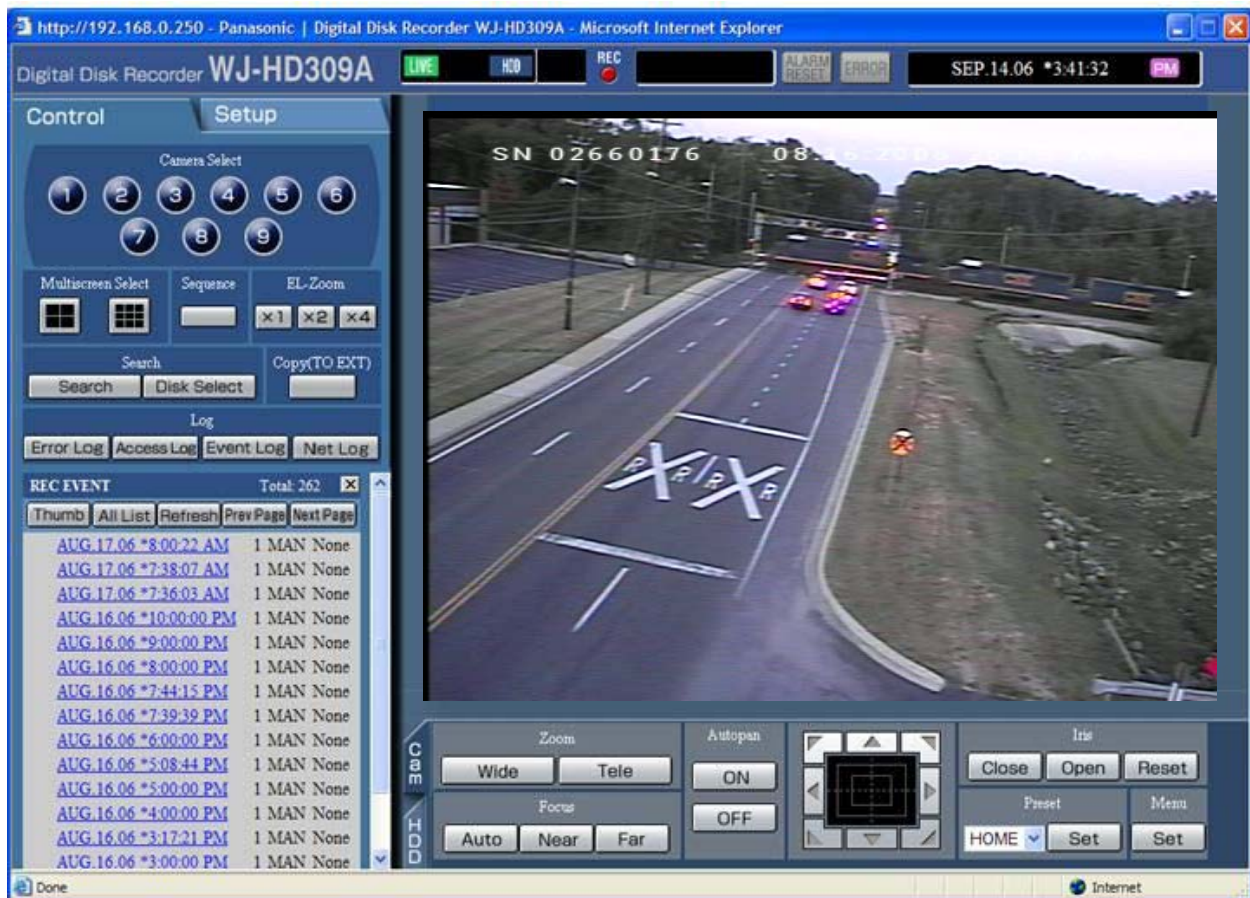 http://192.168.0.250 - Panasonic | Digital Disk Recorder WJ-HD309A - Microsoft Internet Explorer
Digital Disk Recorder WJ-HD309A
LIVE
HDD
REC
ALARM RESET
ERROR
SEP.14.06 *3:41:32 PM
Control
Setup
Camera Select
1 2 3 4 5 6
7 8 9
Multiscreen Select
Sequence
EL-Zoom
×1 ×2 ×4
Search
Copy(TO EXT)
Search
Disk Select
Log
Error Log
Access Log
Event Log
Net Log
REC EVENT
Total: 262
Thumb
All List
Refresh
Prev Page
Next Page
AUG.17.06 *8:00:22 AM 1 MAN None
AUG.17.06 *7:38:07 AM 1 MAN None
AUG.17.06 *7:36:03 AM 1 MAN None
AUG.16.06 *10:00:00 PM 1 MAN None
AUG.16.06 *9:00:00 PM 1 MAN None
AUG.16.06 *8:00:00 PM 1 MAN None
AUG.16.06 *7:44:15 PM 1 MAN None
AUG.16.06 *7:39:39 PM 1 MAN None
AUG.16.06 *6:00:00 PM 1 MAN None
AUG.16.06 *5:08:44 PM 1 MAN None
AUG.16.06 *5:00:00 PM 1 MAN None
AUG.16.06 *4:00:00 PM 1 MAN None
AUG.16.06 *3:17:21 PM 1 MAN None
AUG.16.06 *3:00:00 PM 1 MAN None
SN 02660176
R R R R
Cam
HDD
Zoom
Wide
Tele
Focus
Auto
Near
Far
Autopan
ON
OFF
Iris
Close
Open
Reset
Preset
HOME
Set
Menu
Set
Done
Internet